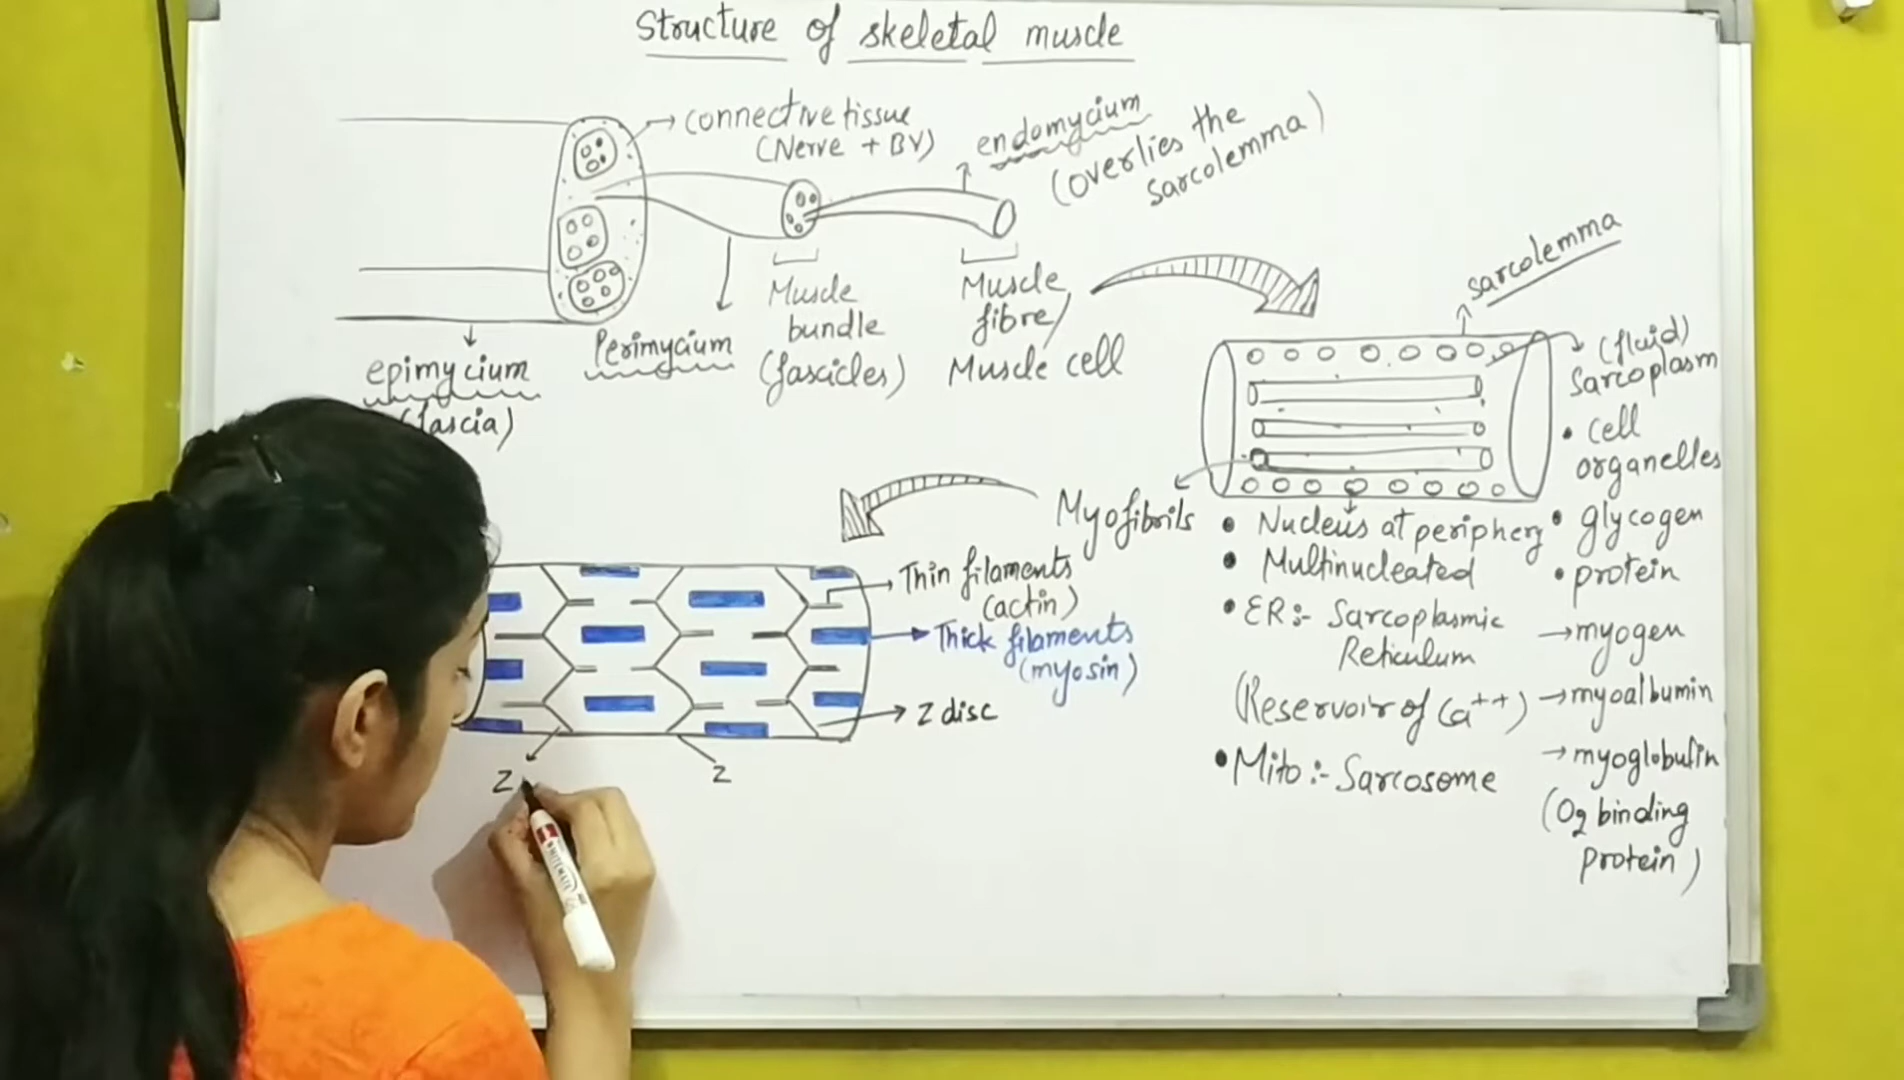 Structure of skeletal muscle
connective tissue
(Nerve + BV)
endomycium
(overlies the
sarcolemma)
Muscle
bundle
(fascicles)
Muscle
fibre/
Muscle cell
Perimycium
epimycium
(fascia)
sarcolemma
(fluid)
Sarcoplasm
• cell
organelles
• glycogen
• protein
→myogen
→myoalbumin
→myoglobulin
(O2 binding
protein)
Myofibrils
• Nucleus at periphery
• Multinucleated
• ER:- Sarcoplasmic
Reticulum
(Reservoir of Ca++)
• Mito:- Sarcosome
Thin filaments
(actin)
Thick filaments
(myosin)
Z disc
Z
Z